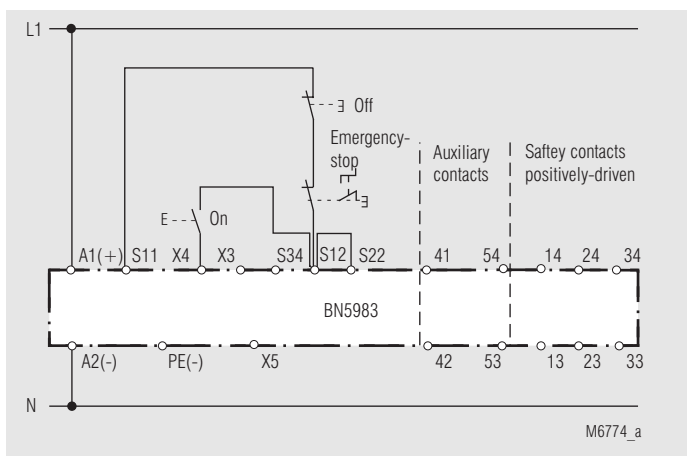 L1
Off
Emergency-
stop
Auxiliary
contacts
Saftey contacts
positively-driven
E
On
A1(+) S11 X4 X3 S34 S12 S22 41 54 14 24 34
BN5983
A2(-) PE(-) X5 42 53 13 23 33
N
M6774_a